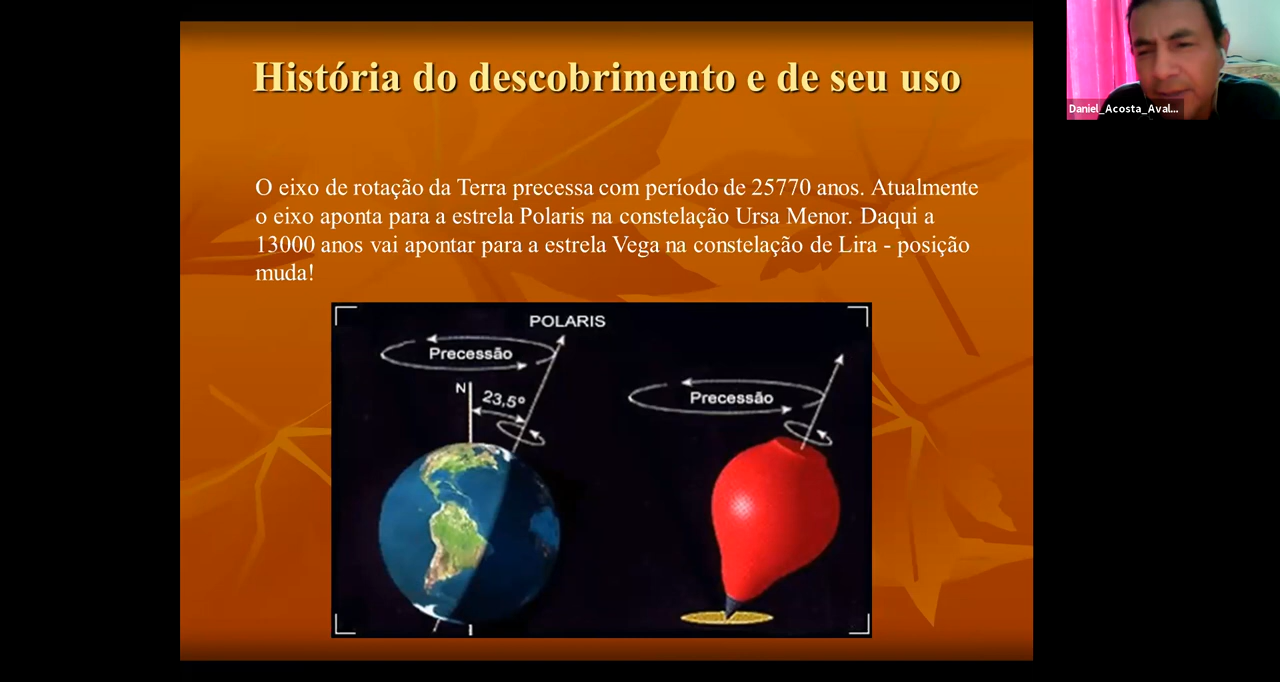 História do descobrimento e de seu uso
Daniel_Acosta_Aval...
O eixo de rotação da Terra precessa com período de 25770 anos. Atualmente
o eixo aponta para a estrela Polaris na constelação Ursa Menor. Daqui a
13000 anos vai apontar para a estrela Vega na constelação de Lira - posição
muda!
POLARIS
Precessão
N
23,5º
Precessão